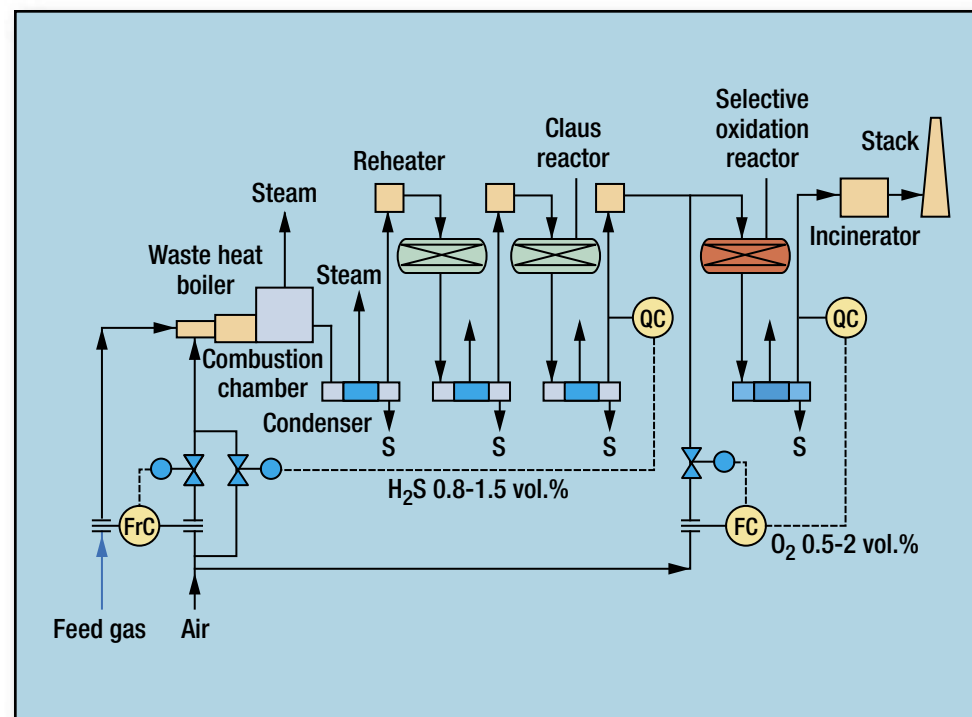 Selective
oxidation
reactor
Stack
Claus
reactor
Reheater
Steam
Incinerator
Waste heat
boiler
Steam
QC
QC
Combustion
chamber
Condenser
S
S
S
S
H₂S 0.8-1.5 vol.%
FrC
FC
O₂ 0.5-2 vol.%
Feed gas
Air